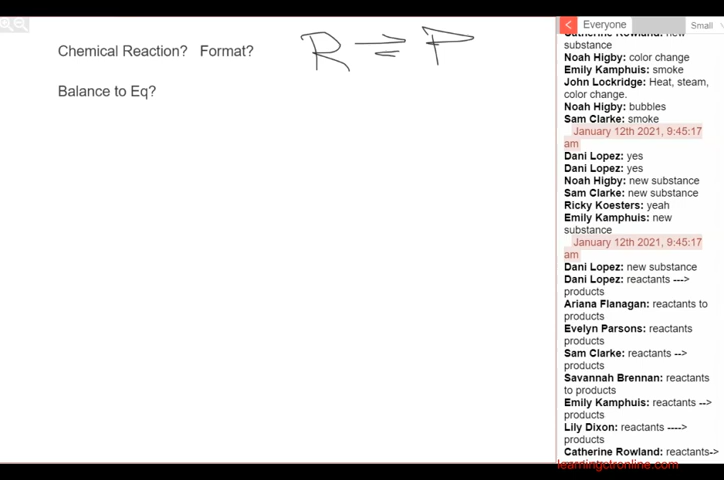 Chemical Reaction? Format?
R ⇌ P
Balance to Eq?
Everyone
Small
Catherine Rowland: new
substance
Noah Higby: color change
Emily Kamphuis: smoke
John Lockridge: Heat, steam,
color change.
Noah Higby: bubbles
Sam Clarke: smoke
January 12th 2021, 9:45:17
am
Dani Lopez: yes
Dani Lopez: yes
Noah Higby: new substance
Sam Clarke: new substance
Ricky Koesters: yeah
Emily Kamphuis: new
substance
January 12th 2021, 9:45:17
am
Dani Lopez: new substance
Dani Lopez: reactants --->
products
Ariana Flanagan: reactants to
products
Evelyn Parsons: reactants
products
Sam Clarke: reactants -->
products
Savannah Brennan: reactants
to products
Emily Kamphuis: reactants -->
products
Lily Dixon: reactants ---->
products
Catherine Rowland: reactants->
learningctronline.com